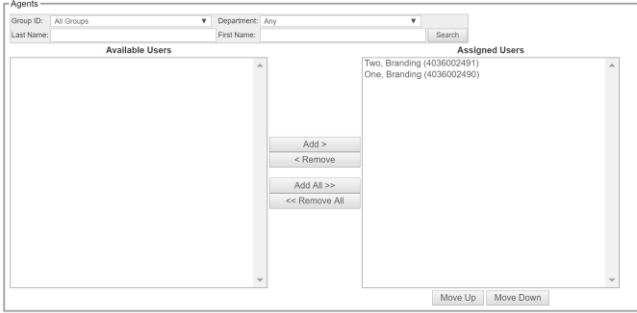 Agents
Group ID: All Groups Department: Any
Last Name: First Name: Search
Available Users Assigned Users
Two, Branding (4036002491)
One, Branding (4036002490)
Add >
< Remove
Add All >>
<< Remove All
Move Up Move Down